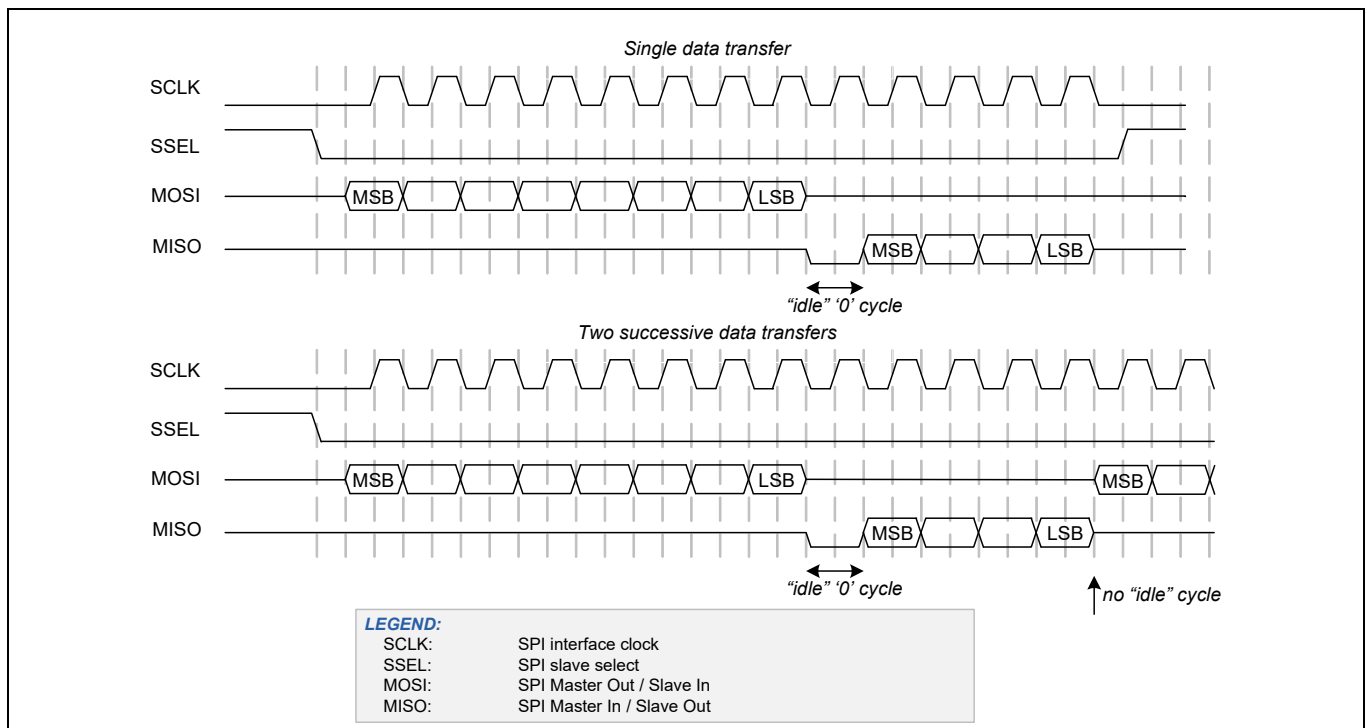 Single data transfer
SCLK
SSEL
MOSI MSB LSB
MISO MSB LSB
“idle” ‘0’ cycle
Two successive data transfers
SCLK
SSEL
MOSI MSB LSB MSB
MISO MSB LSB
“idle” ‘0’ cycle no “idle” cycle
LEGEND:
SCLK: SPI interface clock
SSEL: SPI slave select
MOSI: SPI Master Out / Slave In
MISO: SPI Master In / Slave Out